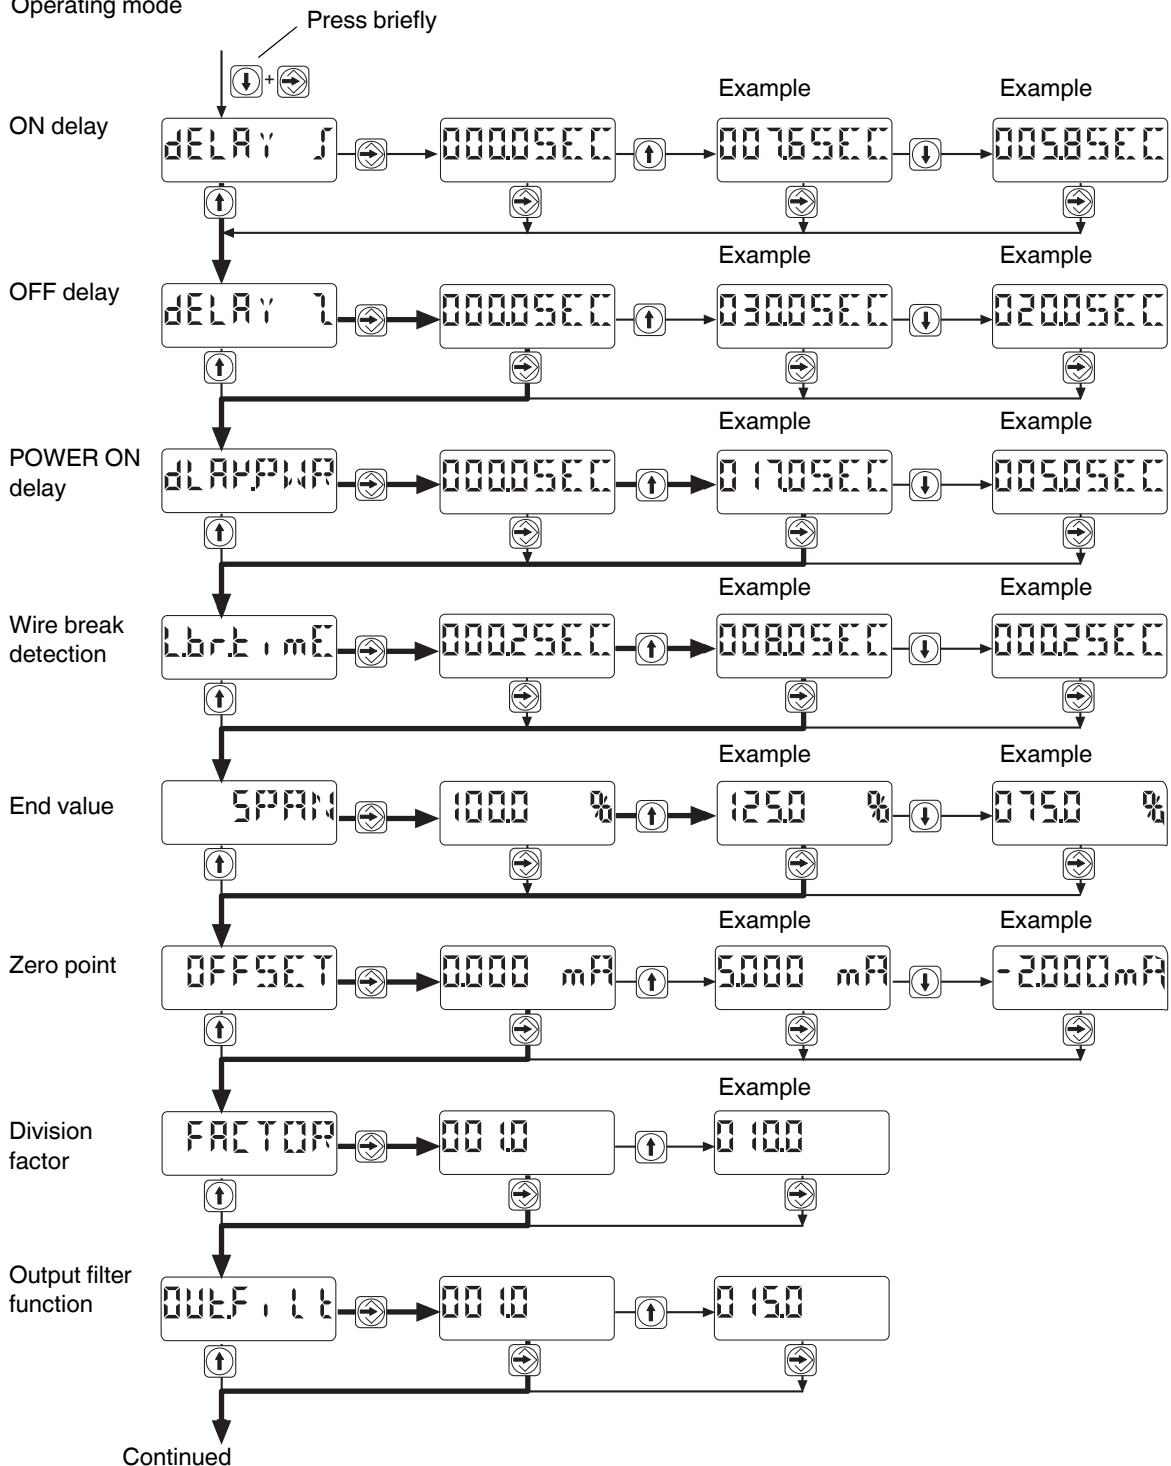 Operating mode
Press briefly
+
Example Example
ON delay
dELAY 000.0SEC 007.6SEC 005.8SEC
Example Example
OFF delay
dELAY 000.0SEC 030.0SEC 020.0SEC
Example Example
POWER ON
delay
dLAY.PWR 000.0SEC 017.0SEC 005.0SEC
Example Example
Wire break
detection
L.br.timE 000.2SEC 008.0SEC 000.2SEC
Example Example
End value
SPAN 100.0 % 125.0 % 075.0 %
Example Example
Zero point
OFFSET 0.000 mA 5.000 mA -2.000mA
Example
Division
factor
FACTOR 001.0 010.0
Output filter
function
OUt.FiLt 001.0 015.0
Continued